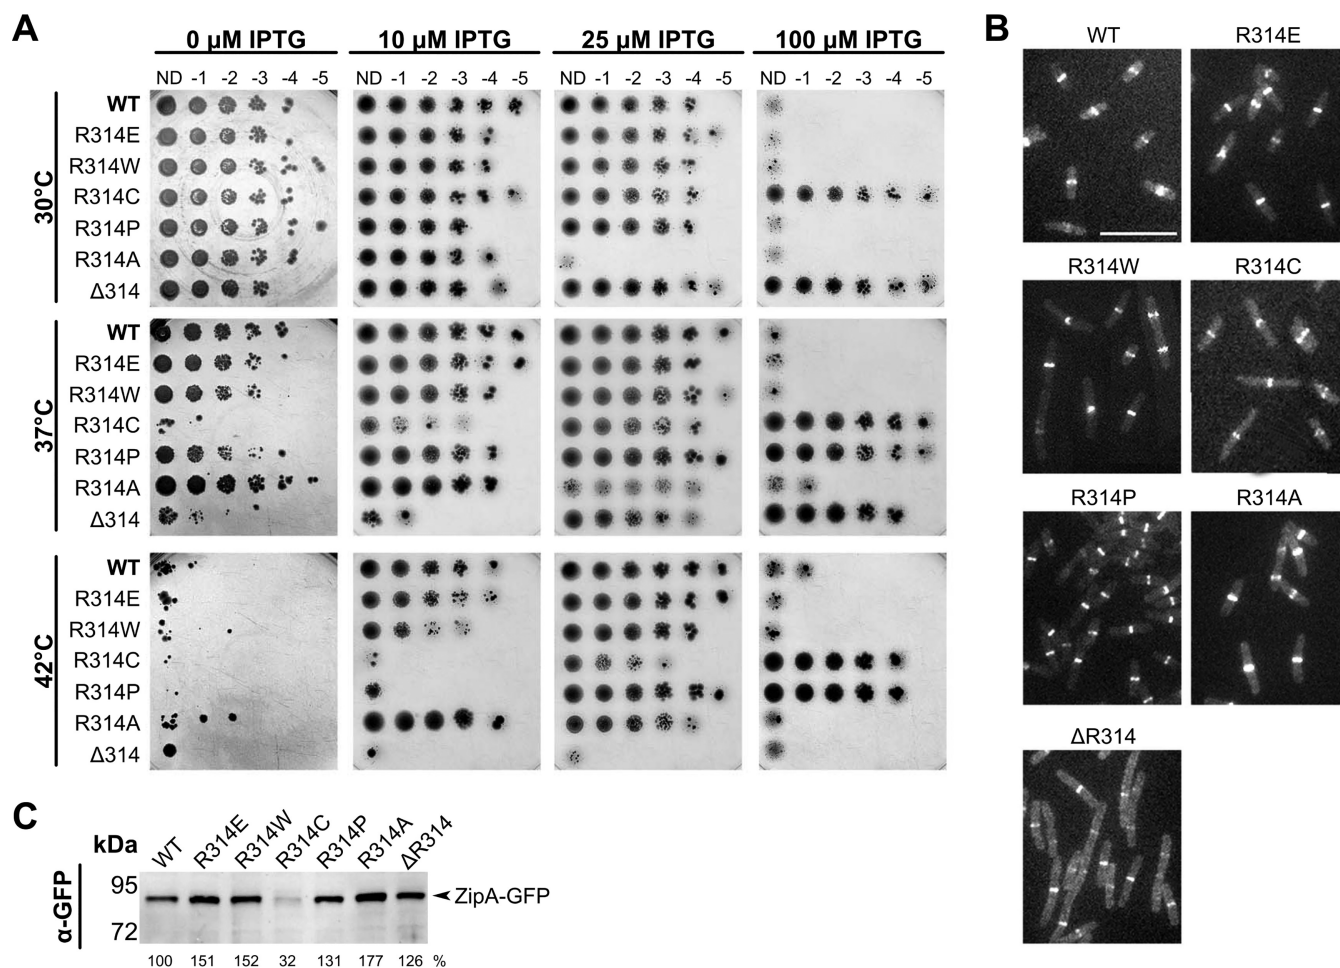 A
0 µM IPTG 10 µM IPTG 25 µM IPTG 100 µM IPTG
ND -1 -2 -3 -4 -5 ND -1 -2 -3 -4 -5 ND -1 -2 -3 -4 -5 ND -1 -2 -3 -4 -5
30°C
WT
R314E
R314W
R314C
R314P
R314A
Δ314
37°C
WT
R314E
R314W
R314C
R314P
R314A
Δ314
42°C
WT
R314E
R314W
R314C
R314P
R314A
Δ314
B
WT R314E
R314W R314C
R314P R314A
ΔR314
C
kDa WT R314E R314W R314C R314P R314A ΔR314
α-GFP
95
72
ZipA-GFP
100 151 152 32 131 177 126 %